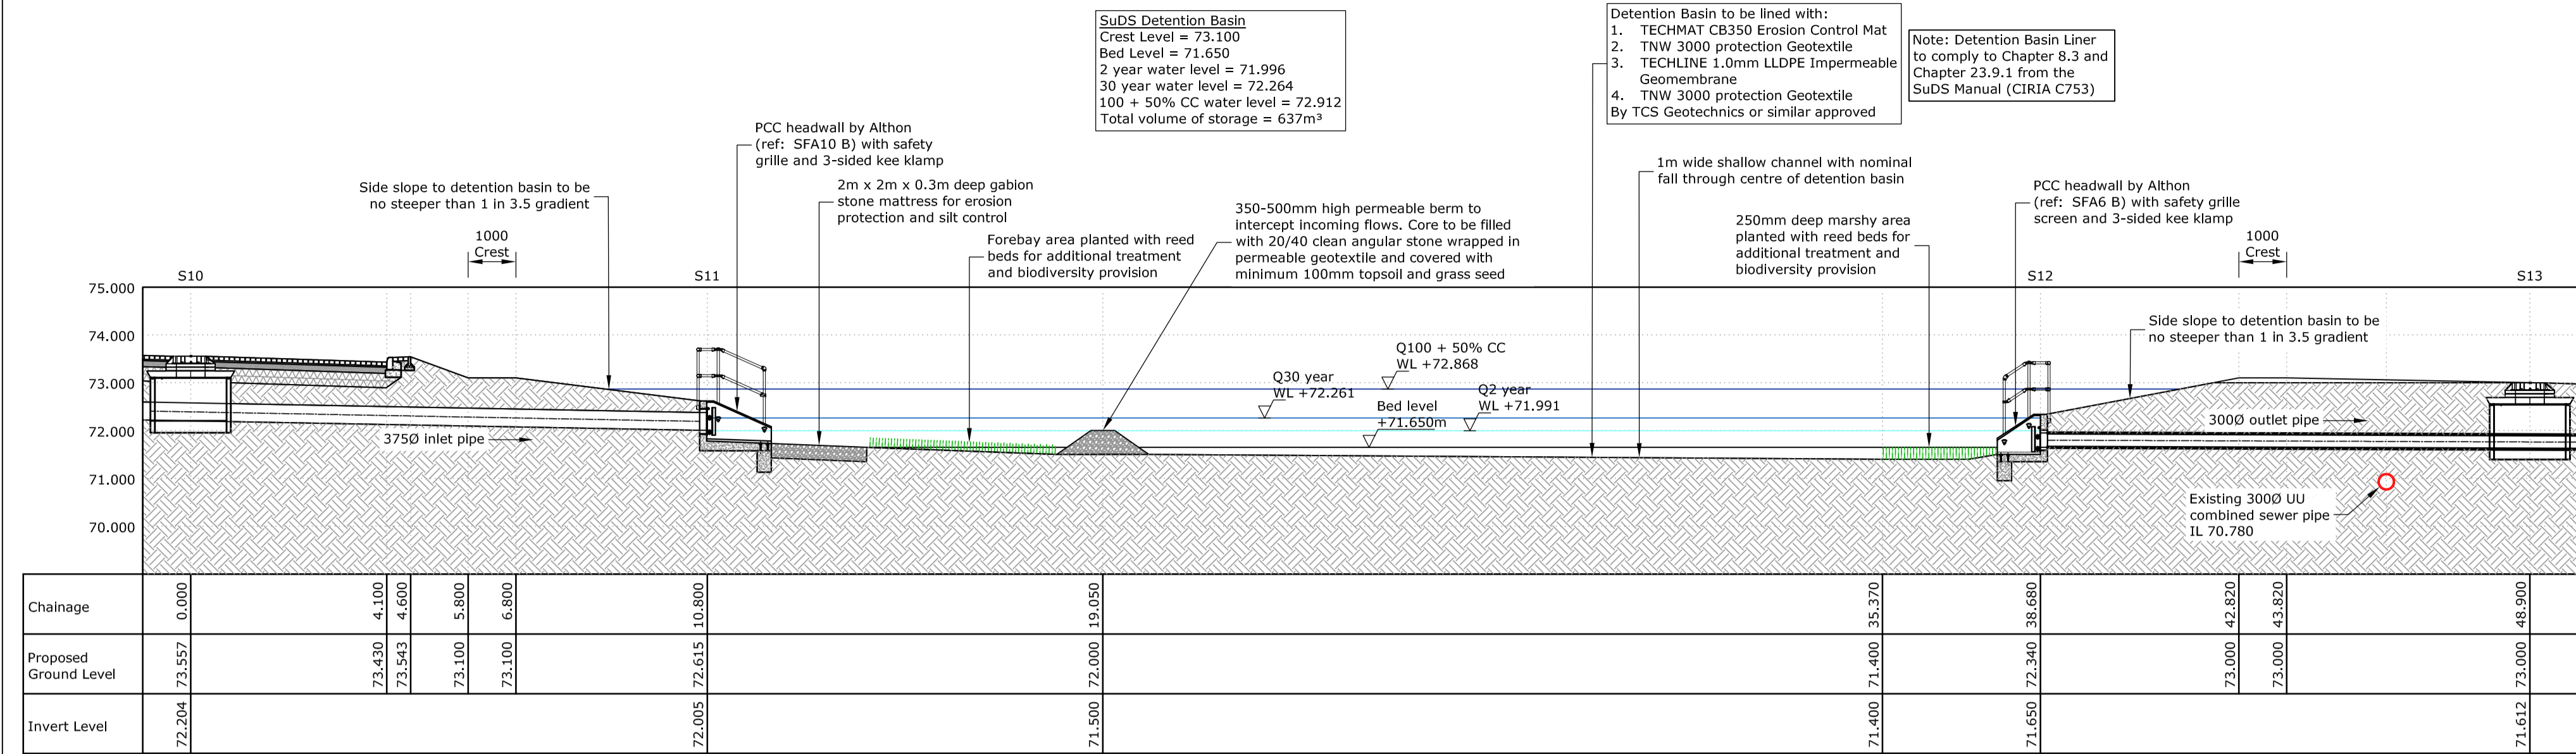 SuDS Detention Basin
Crest Level = 73.100
Bed Level = 71.650
2 year water level = 71.996
30 year water level = 72.264
100 + 50% CC water level = 72.912
Total volume of storage = 637m³
Detention Basin to be lined with:
1. TECHMAT CB350 Erosion Control Mat
2. TNW 3000 protection Geotextile
3. TECHLINE 1.0mm LLDPE Impermeable
Geomembrane
4. TNW 3000 protection Geotextile
By TCS Geotechnics or similar approved
Note: Detention Basin Liner
to comply to Chapter 8.3 and
Chapter 23.9.1 from the
SuDS Manual (CIRIA C753)
PCC headwall by Althon
(ref: SFA10 B) with safety
grille and 3-sided kee klamp
Side slope to detention basin to be
no steeper than 1 in 3.5 gradient
2m x 2m x 0.3m deep gabion
stone mattress for erosion
protection and silt control
Forebay area planted with reed
beds for additional treatment
and biodiversity provision
350-500mm high permeable berm to
intercept incoming flows. Core to be filled
with 20/40 clean angular stone wrapped in
permeable geotextile and covered with
minimum 100mm topsoil and grass seed
1m wide shallow channel with nominal
fall through centre of detention basin
250mm deep marshy area
planted with reed beds for
additional treatment and
biodiversity provision
PCC headwall by Althon
(ref: SFA6 B) with safety grille
screen and 3-sided kee klamp
1000
Crest
1000
Crest
S10
S11
S12
S13
Side slope to detention basin to be
no steeper than 1 in 3.5 gradient
75.000
74.000
73.000
72.000
71.000
70.000
Q100 + 50% CC
WL +72.868
Q30 year
WL +72.261
Q2 year
WL +71.991
Bed level
+71.650m
375Ø inlet pipe
300Ø outlet pipe
Existing 300Ø UU
combined sewer pipe
IL 70.780
Chainage
0.000
4.100
4.600
5.800
6.800
10.800
19.050
35.370
38.680
42.820
43.820
48.900
Proposed
Ground Level
73.557
73.430
73.543
73.100
73.100
72.615
72.000
71.400
72.340
73.000
73.000
73.000
Invert Level
72.204
72.005
71.500
71.400
71.650
71.612